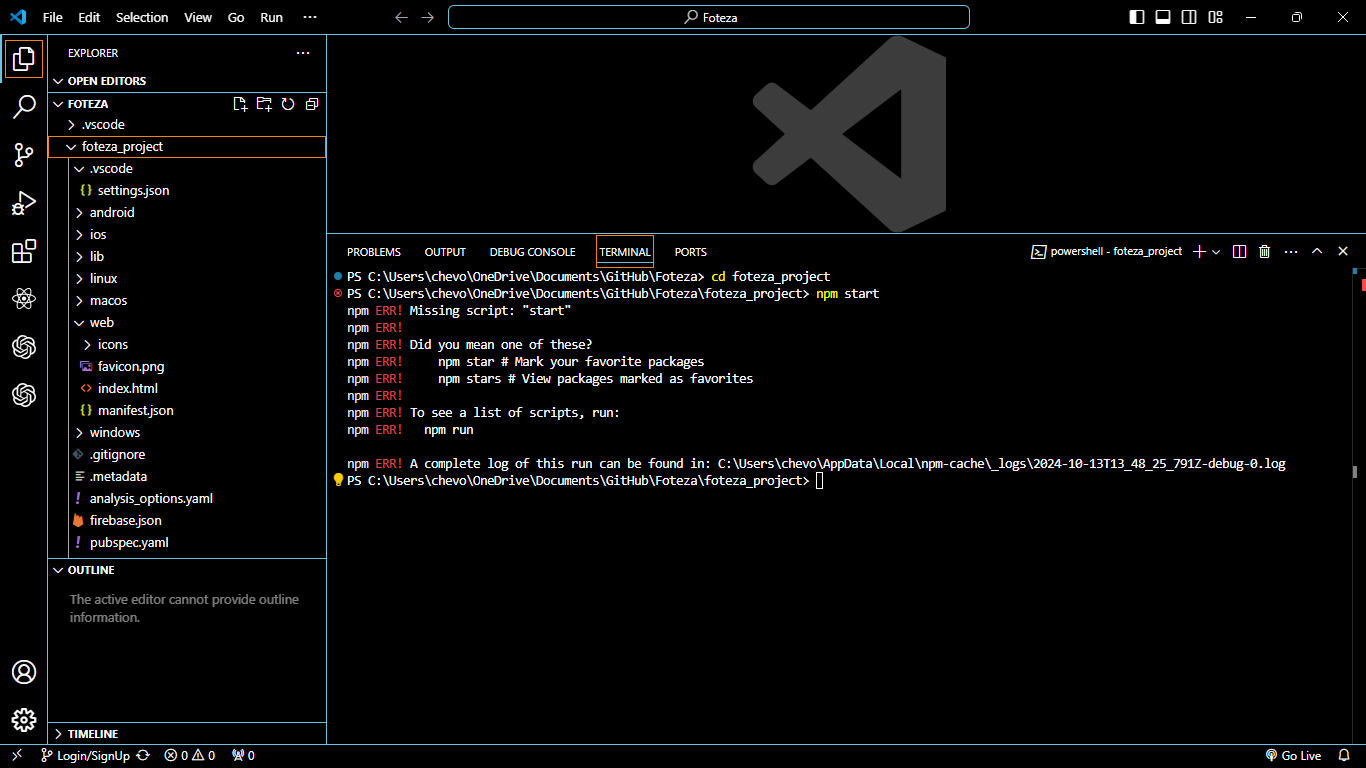 File Edit Selection View Go Run ···
Foteza
EXPLORER
OPEN EDITORS
FOTEZA
.vscode
foteza_project
.vscode
{} settings.json
android
ios
lib
linux
macos
web
icons
favicon.png
<> index.html
{} manifest.json
windows
.gitignore
.metadata
! analysis_options.yaml
firebase.json
! pubspec.yaml
OUTLINE
The active editor cannot provide outline
information.
TIMELINE
PROBLEMS OUTPUT DEBUG CONSOLE TERMINAL PORTS
powershell - foteza_project
PS C:\Users\chevo\OneDrive\Documents\GitHub\Foteza> cd foteza_project
PS C:\Users\chevo\OneDrive\Documents\GitHub\Foteza\foteza_project> npm start
npm ERR! Missing script: "start"
npm ERR!
npm ERR! Did you mean one of these?
npm ERR!     npm star # Mark your favorite packages
npm ERR!     npm stars # View packages marked as favorites
npm ERR!
npm ERR! To see a list of scripts, run:
npm ERR!   npm run
npm ERR! A complete log of this run can be found in: C:\Users\chevo\AppData\Local\npm-cache\_logs\2024-10-13T13_48_25_791Z-debug-0.log
PS C:\Users\chevo\OneDrive\Documents\GitHub\Foteza\foteza_project>
Login/SignUp 0 0 0 Go Live